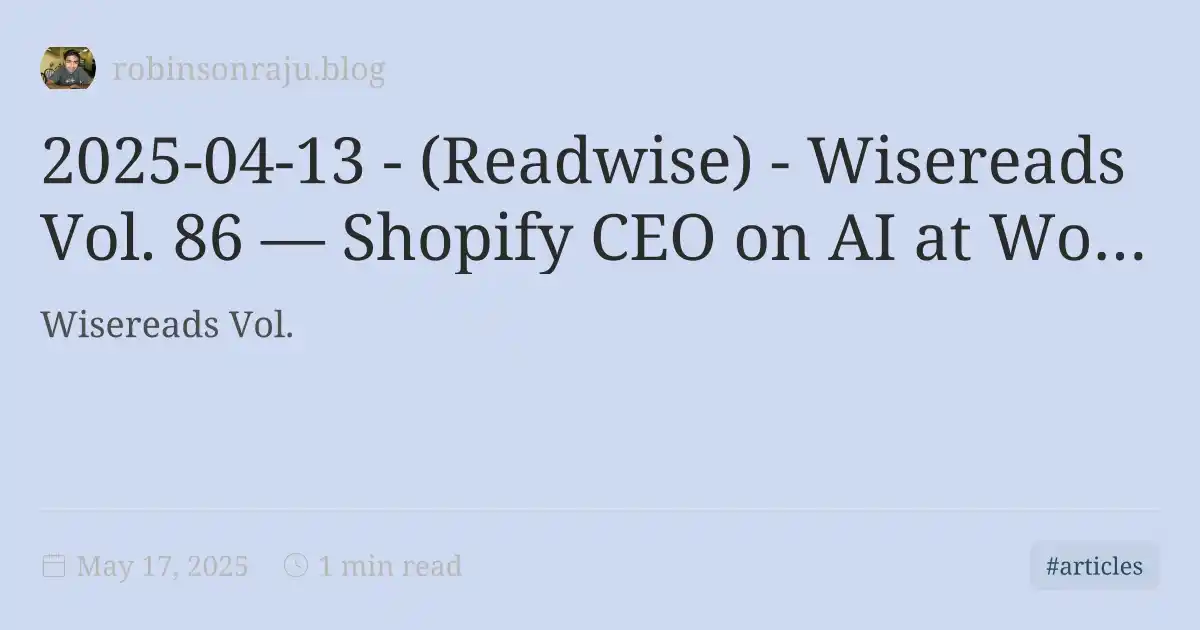 robinsonraju.blog
2025-04-13 - (Readwise) - Wisereads
Vol. 86 — Shopify CEO on AI at Wo...
Wisereads Vol.
May 17, 2025 1 min read #articles